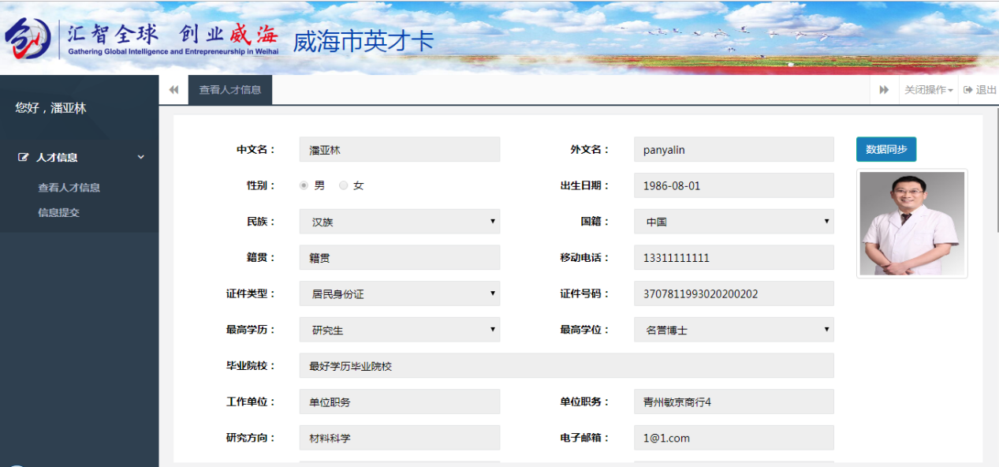 汇智全球 创业威海 威海市英才卡
Gathering Global Intelligence and Entrepreneurship in Weihai
查看人才信息 关闭操作 退出
您好，潘亚林
人才信息
查看人才信息
信息提交
中文名： 潘亚林 外文名： panyalin 数据同步
性别： 男 女 出生日期： 1986-08-01
民族： 汉族 国籍： 中国
籍贯： 籍贯 移动电话： 13311111111
证件类型： 居民身份证 证件号码： 3707811993020200202
最高学历： 研究生 最高学位： 名誉博士
毕业院校： 最好学历毕业院校
工作单位： 单位职务 单位职务： 青州敏京商行4
研究方向： 材料科学 电子邮箱： 1@1.com